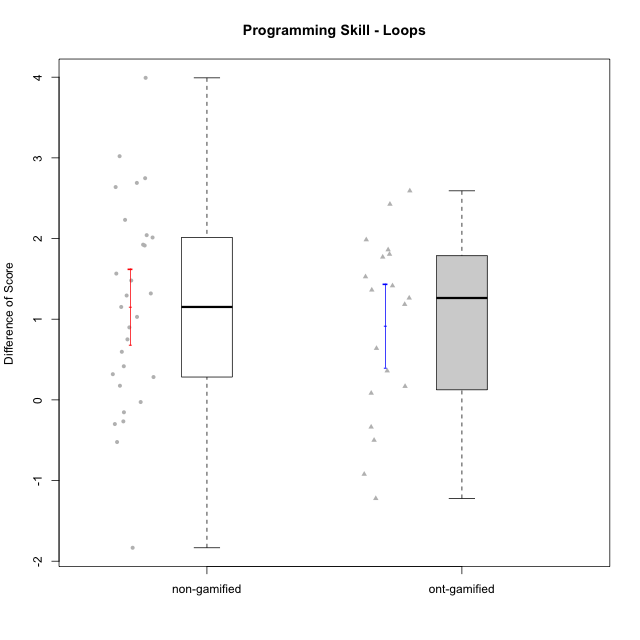 Programming Skill - Loops
Difference of Score
4
3
2
1
0
-1
-2
non-gamified
ont-gamified